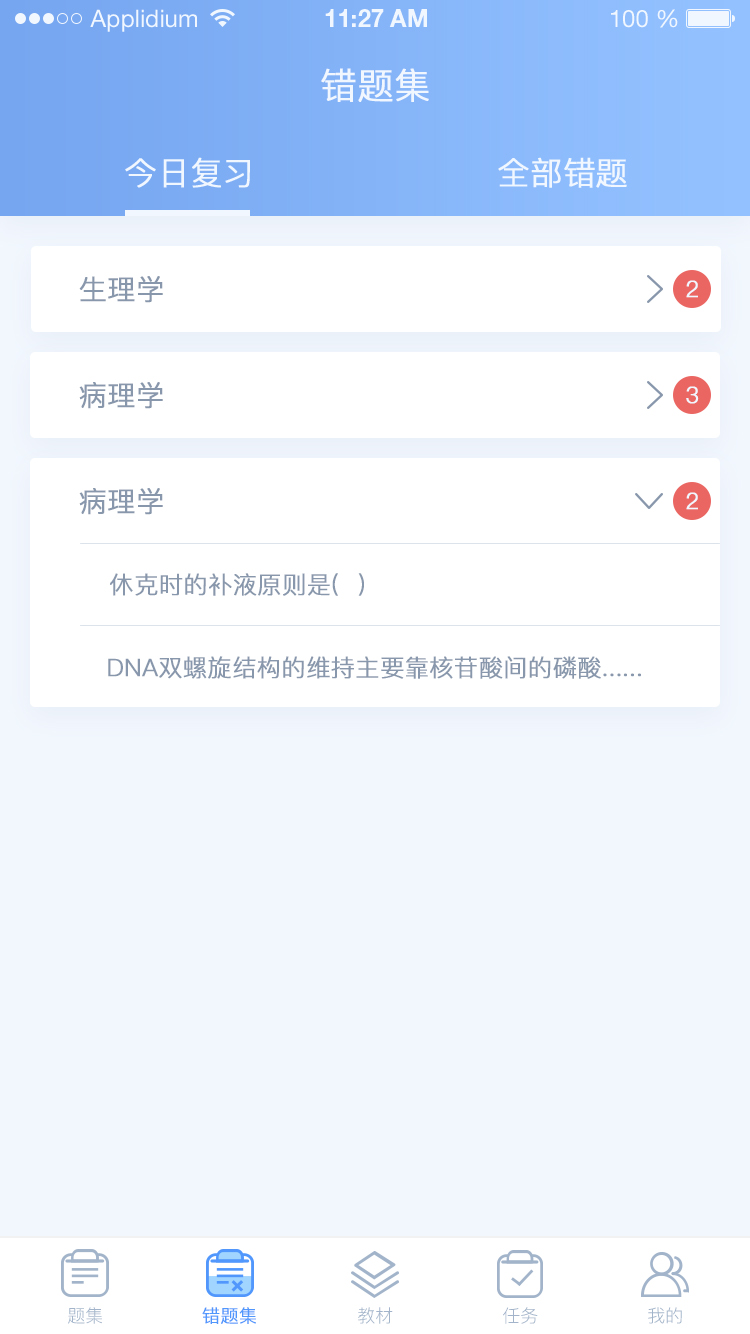 Applidium 11:27 AM 100 %
错题集
今日复习 全部错题
生理学 2
病理学 3
病理学 2
休克时的补液原则是( )
DNA双螺旋结构的维持主要靠核苷酸间的磷酸......
题集 错题集 教材 任务 我的